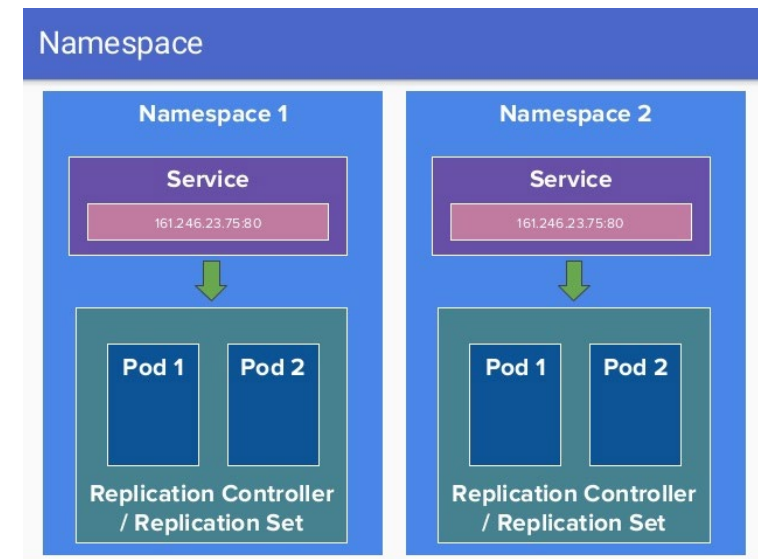 Namespace
Namespace 1
Service
161.246.23.75:80
Pod 1
Pod 2
Replication Controller
/ Replication Set
Namespace 2
Service
161.246.23.75:80
Pod 1
Pod 2
Replication Controller
/ Replication Set